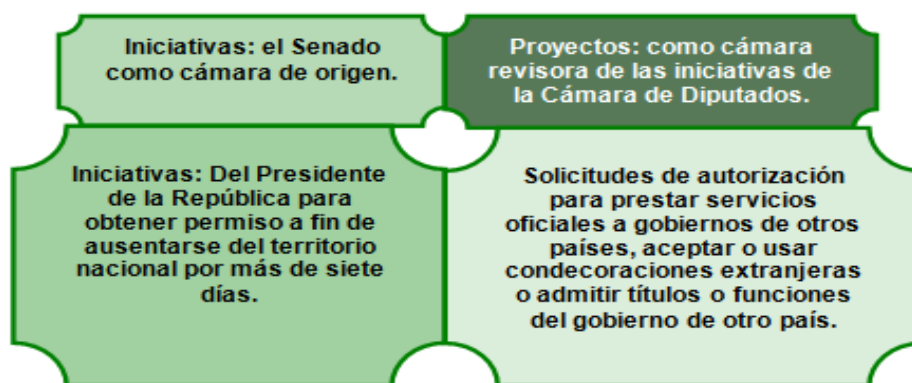 Iniciativas: el Senado
como cámara de origen.
Proyectos: como cámara
revisora de las iniciativas de
la Cámara de Diputados.
Iniciativas: Del Presidente
de la República para
obtener permiso a fin de
ausentarse del territorio
nacional por más de siete
días.
Solicitudes de autorización
para prestar servicios
oficiales a gobiernos de otros
países, aceptar o usar
condecoraciones extranjeras
o admitir títulos o funciones
del gobierno de otro país.